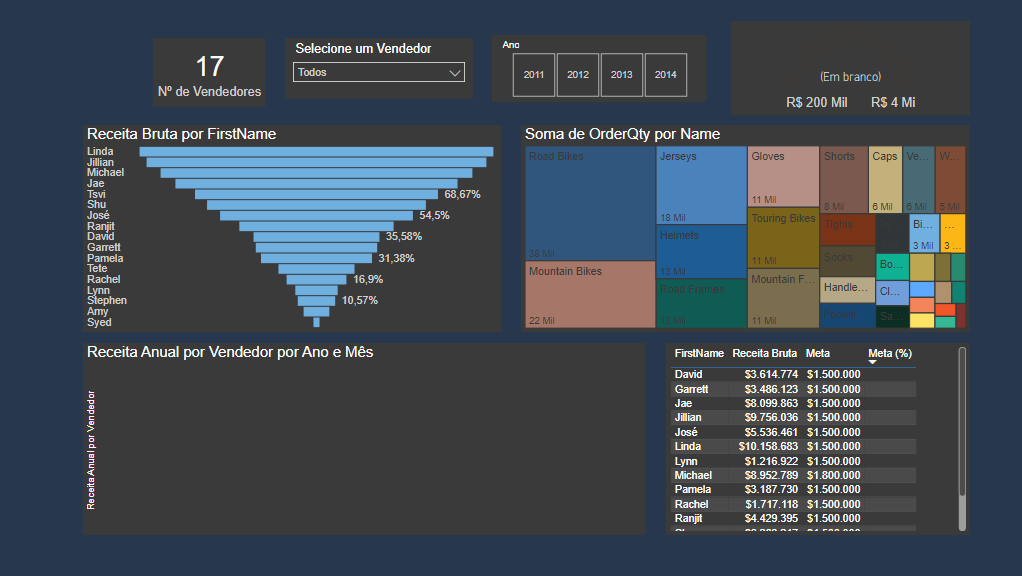 17
Nº de Vendedores
Selecione um Vendedor
Todos
Ano
2011 2012 2013 2014
(Em branco)
R$ 200 Mil R$ 4 Mi
Receita Bruta por FirstName
Linda
Jillian
Michael
Jae
Tsvi 68,67%
Shu
José 54,5%
Ranjit
David 35,58%
Garrett
Pamela 31,38%
Tete
Rachel 16,9%
Lynn
Stephen 10,57%
Amy
Syed
Soma de OrderQty por Name
Road Bikes
38 Mil
Mountain Bikes
22 Mil
Jerseys
18 Mil
Helmets
13 Mil
Road Frames
12 Mil
Gloves
11 Mil
Touring Bikes
11 Mil
Mountain F...
11 Mil
Shorts
8 Mil
Tights
Socks
Handle...
Caps
6 Mil
Ve...
6 Mil
W...
5 Mil
Bi...
3 Mil
...
3 ...
Bo...
Cl...
Sa...
Receita Anual por Vendedor por Ano e Mês
Receita Anual por Vendedor
FirstName Receita Bruta Meta Meta (%)
David $3.614.774 $1.500.000
Garrett $3.486.123 $1.500.000
Jae $8.099.863 $1.500.000
Jillian $9.756.036 $1.500.000
José $5.536.461 $1.500.000
Linda $10.158.683 $1.500.000
Lynn $1.216.922 $1.500.000
Michael $8.952.789 $1.800.000
Pamela $3.187.730 $1.500.000
Rachel $1.717.118 $1.500.000
Ranjit $4.429.395 $1.500.000